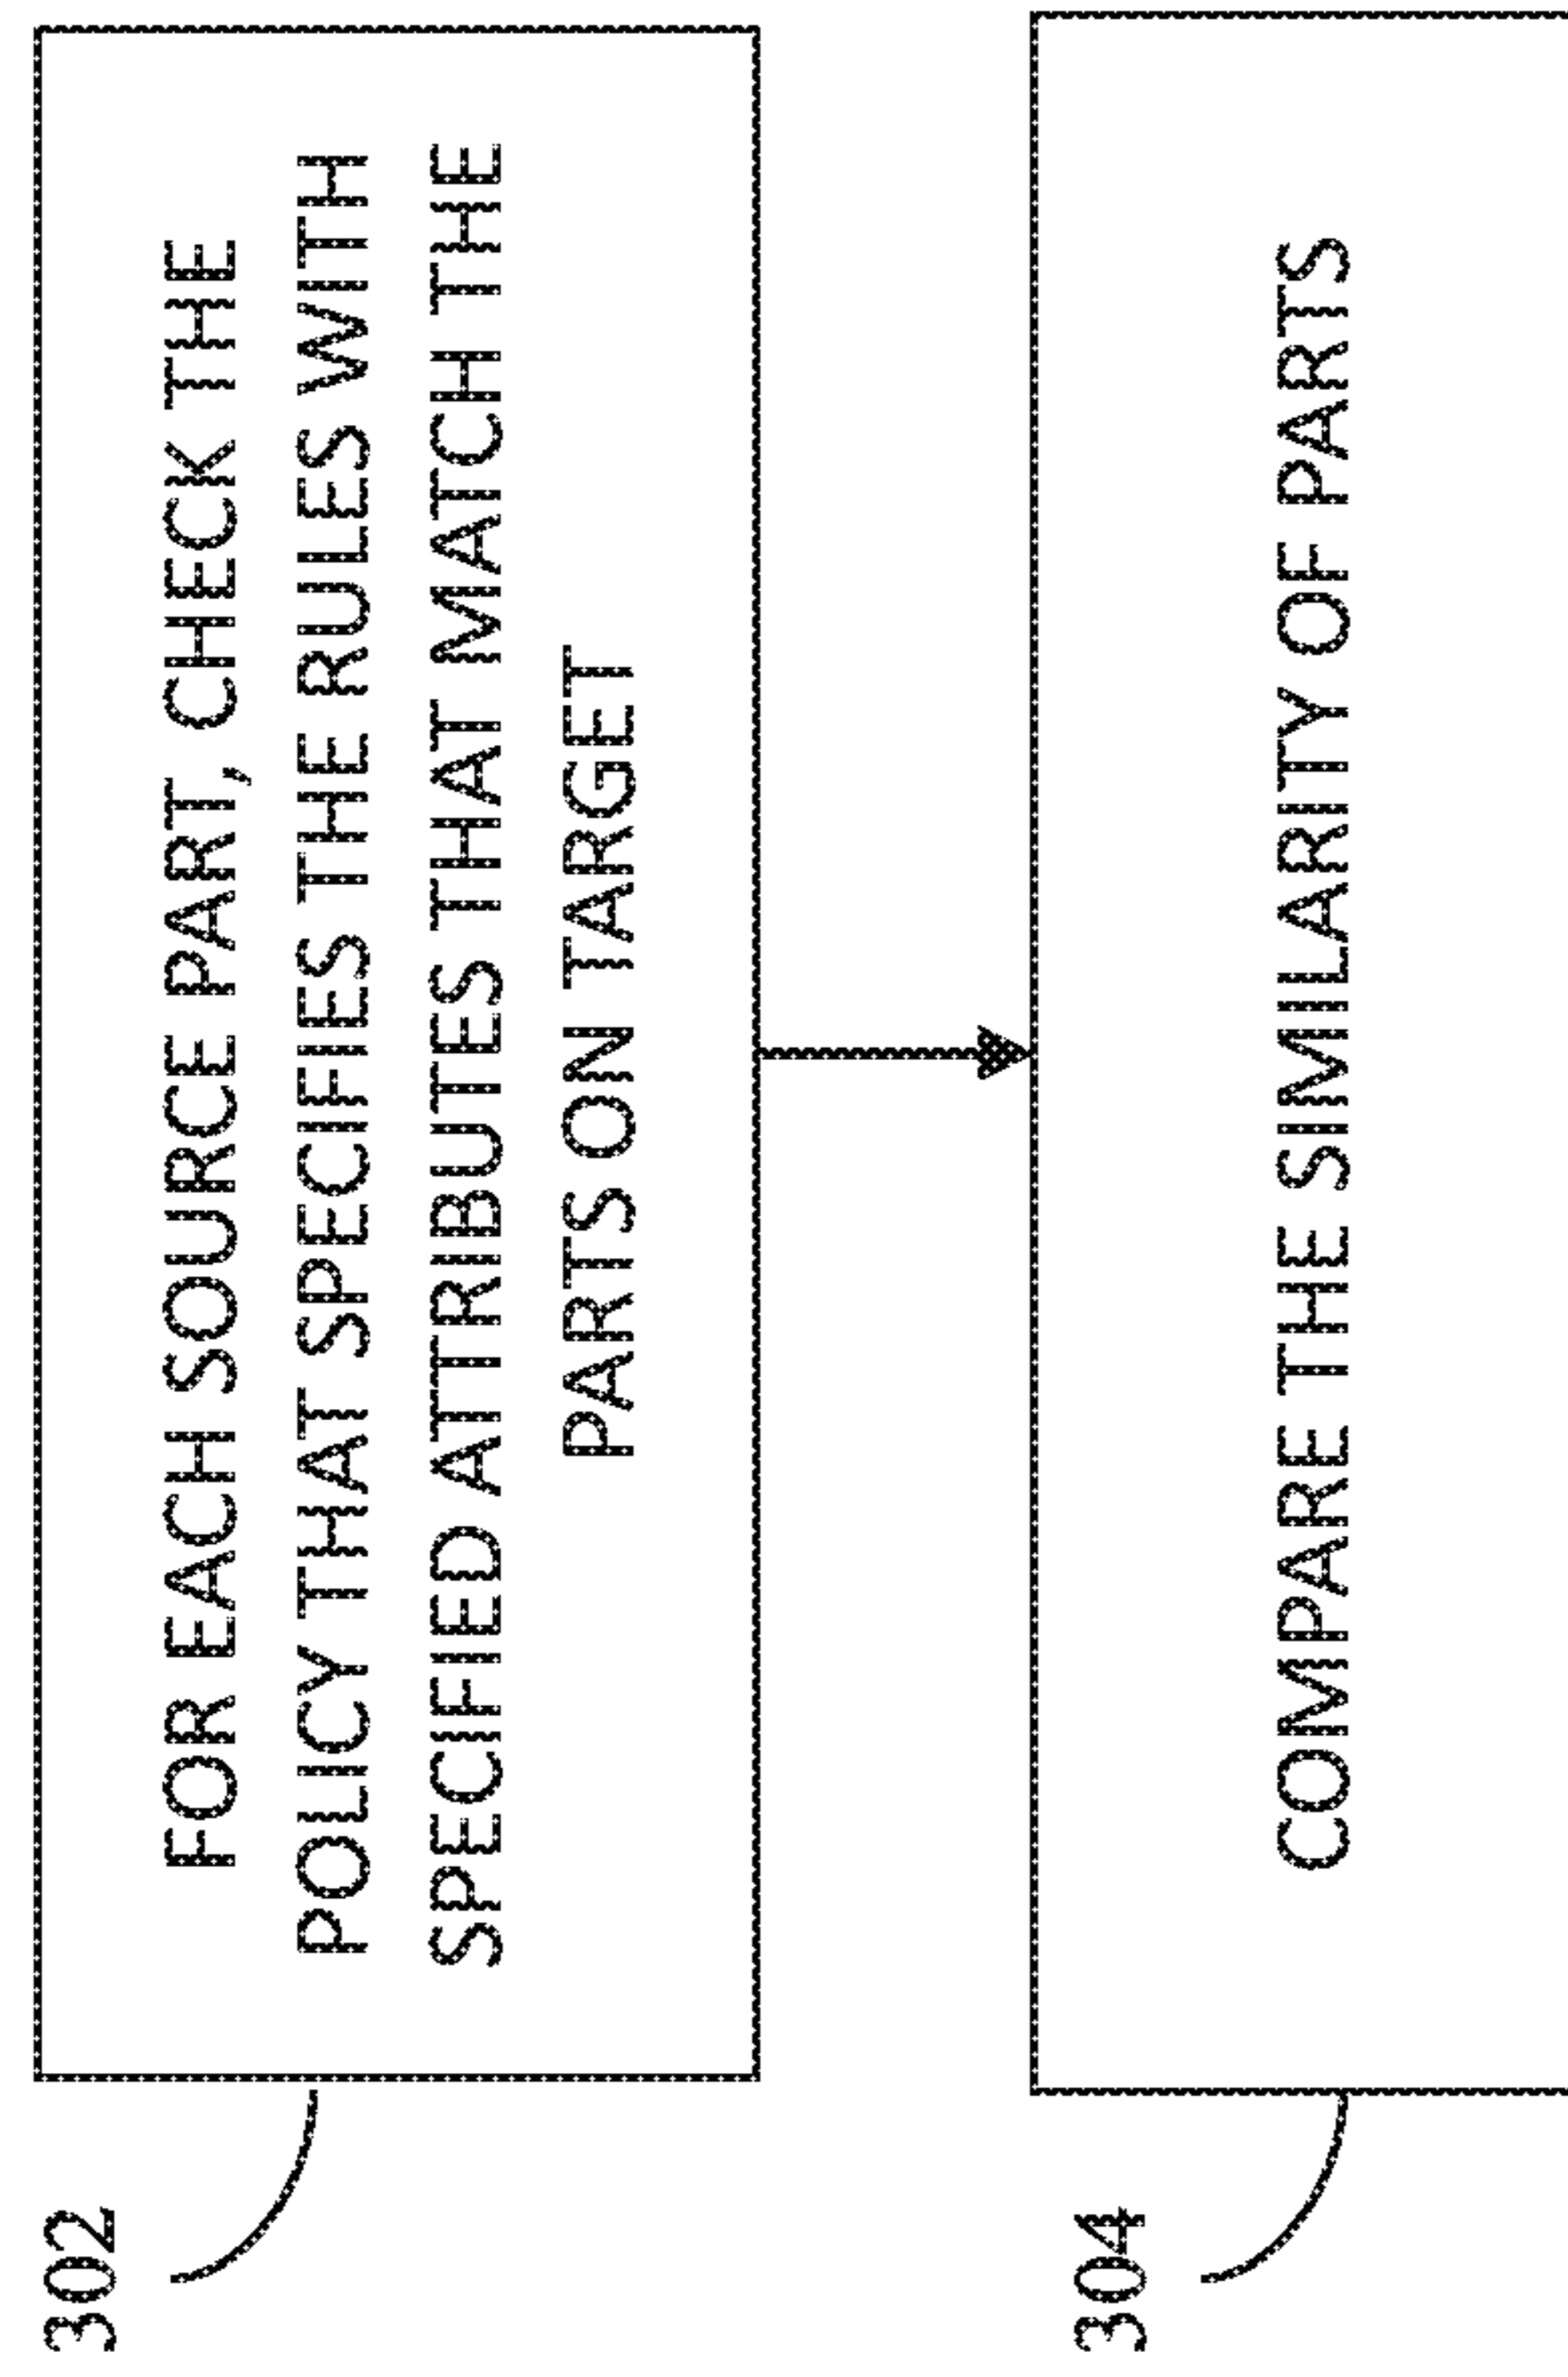 302
FOR EACH SOURCE PART, CHECK THE
POLICY THAT SPECIFIES THE RULES WITH
SPECIFIED ATTRIBUTES THAT MATCH THE
PARTS ON TARGET
304
COMPARE THE SIMILARITY OF PARTS